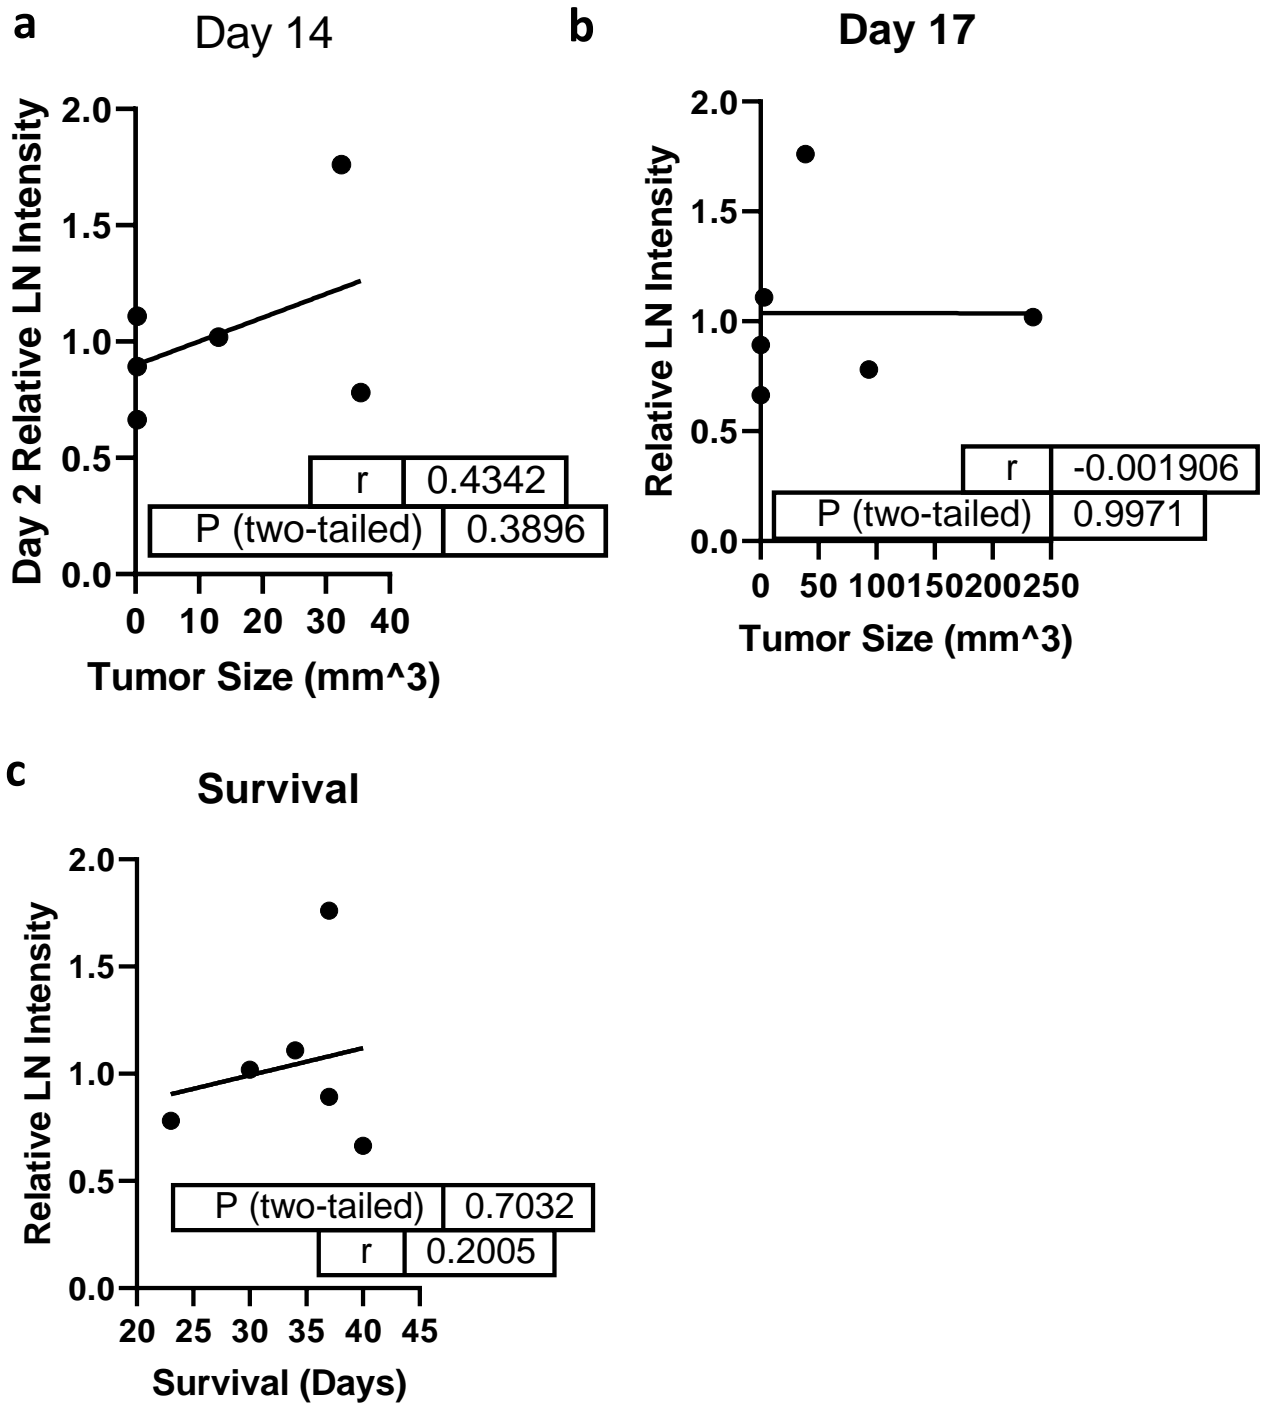 a
Day 14
Day 2 Relative LN Intensity
2.0
1.5
1.0
0.5
0.0
r 0.4342
P (two-tailed) 0.3896
0 10 20 30 40
Tumor Size (mm^3)
b
Day 17
Relative LN Intensity
2.0
1.5
1.0
0.5
0.0
r -0.001906
P (two-tailed) 0.9971
0 50 100 150 200 250
Tumor Size (mm^3)
c
Survival
Relative LN Intensity
2.0
1.5
1.0
0.5
0.0
P (two-tailed) 0.7032
r 0.2005
20 25 30 35 40 45
Survival (Days)